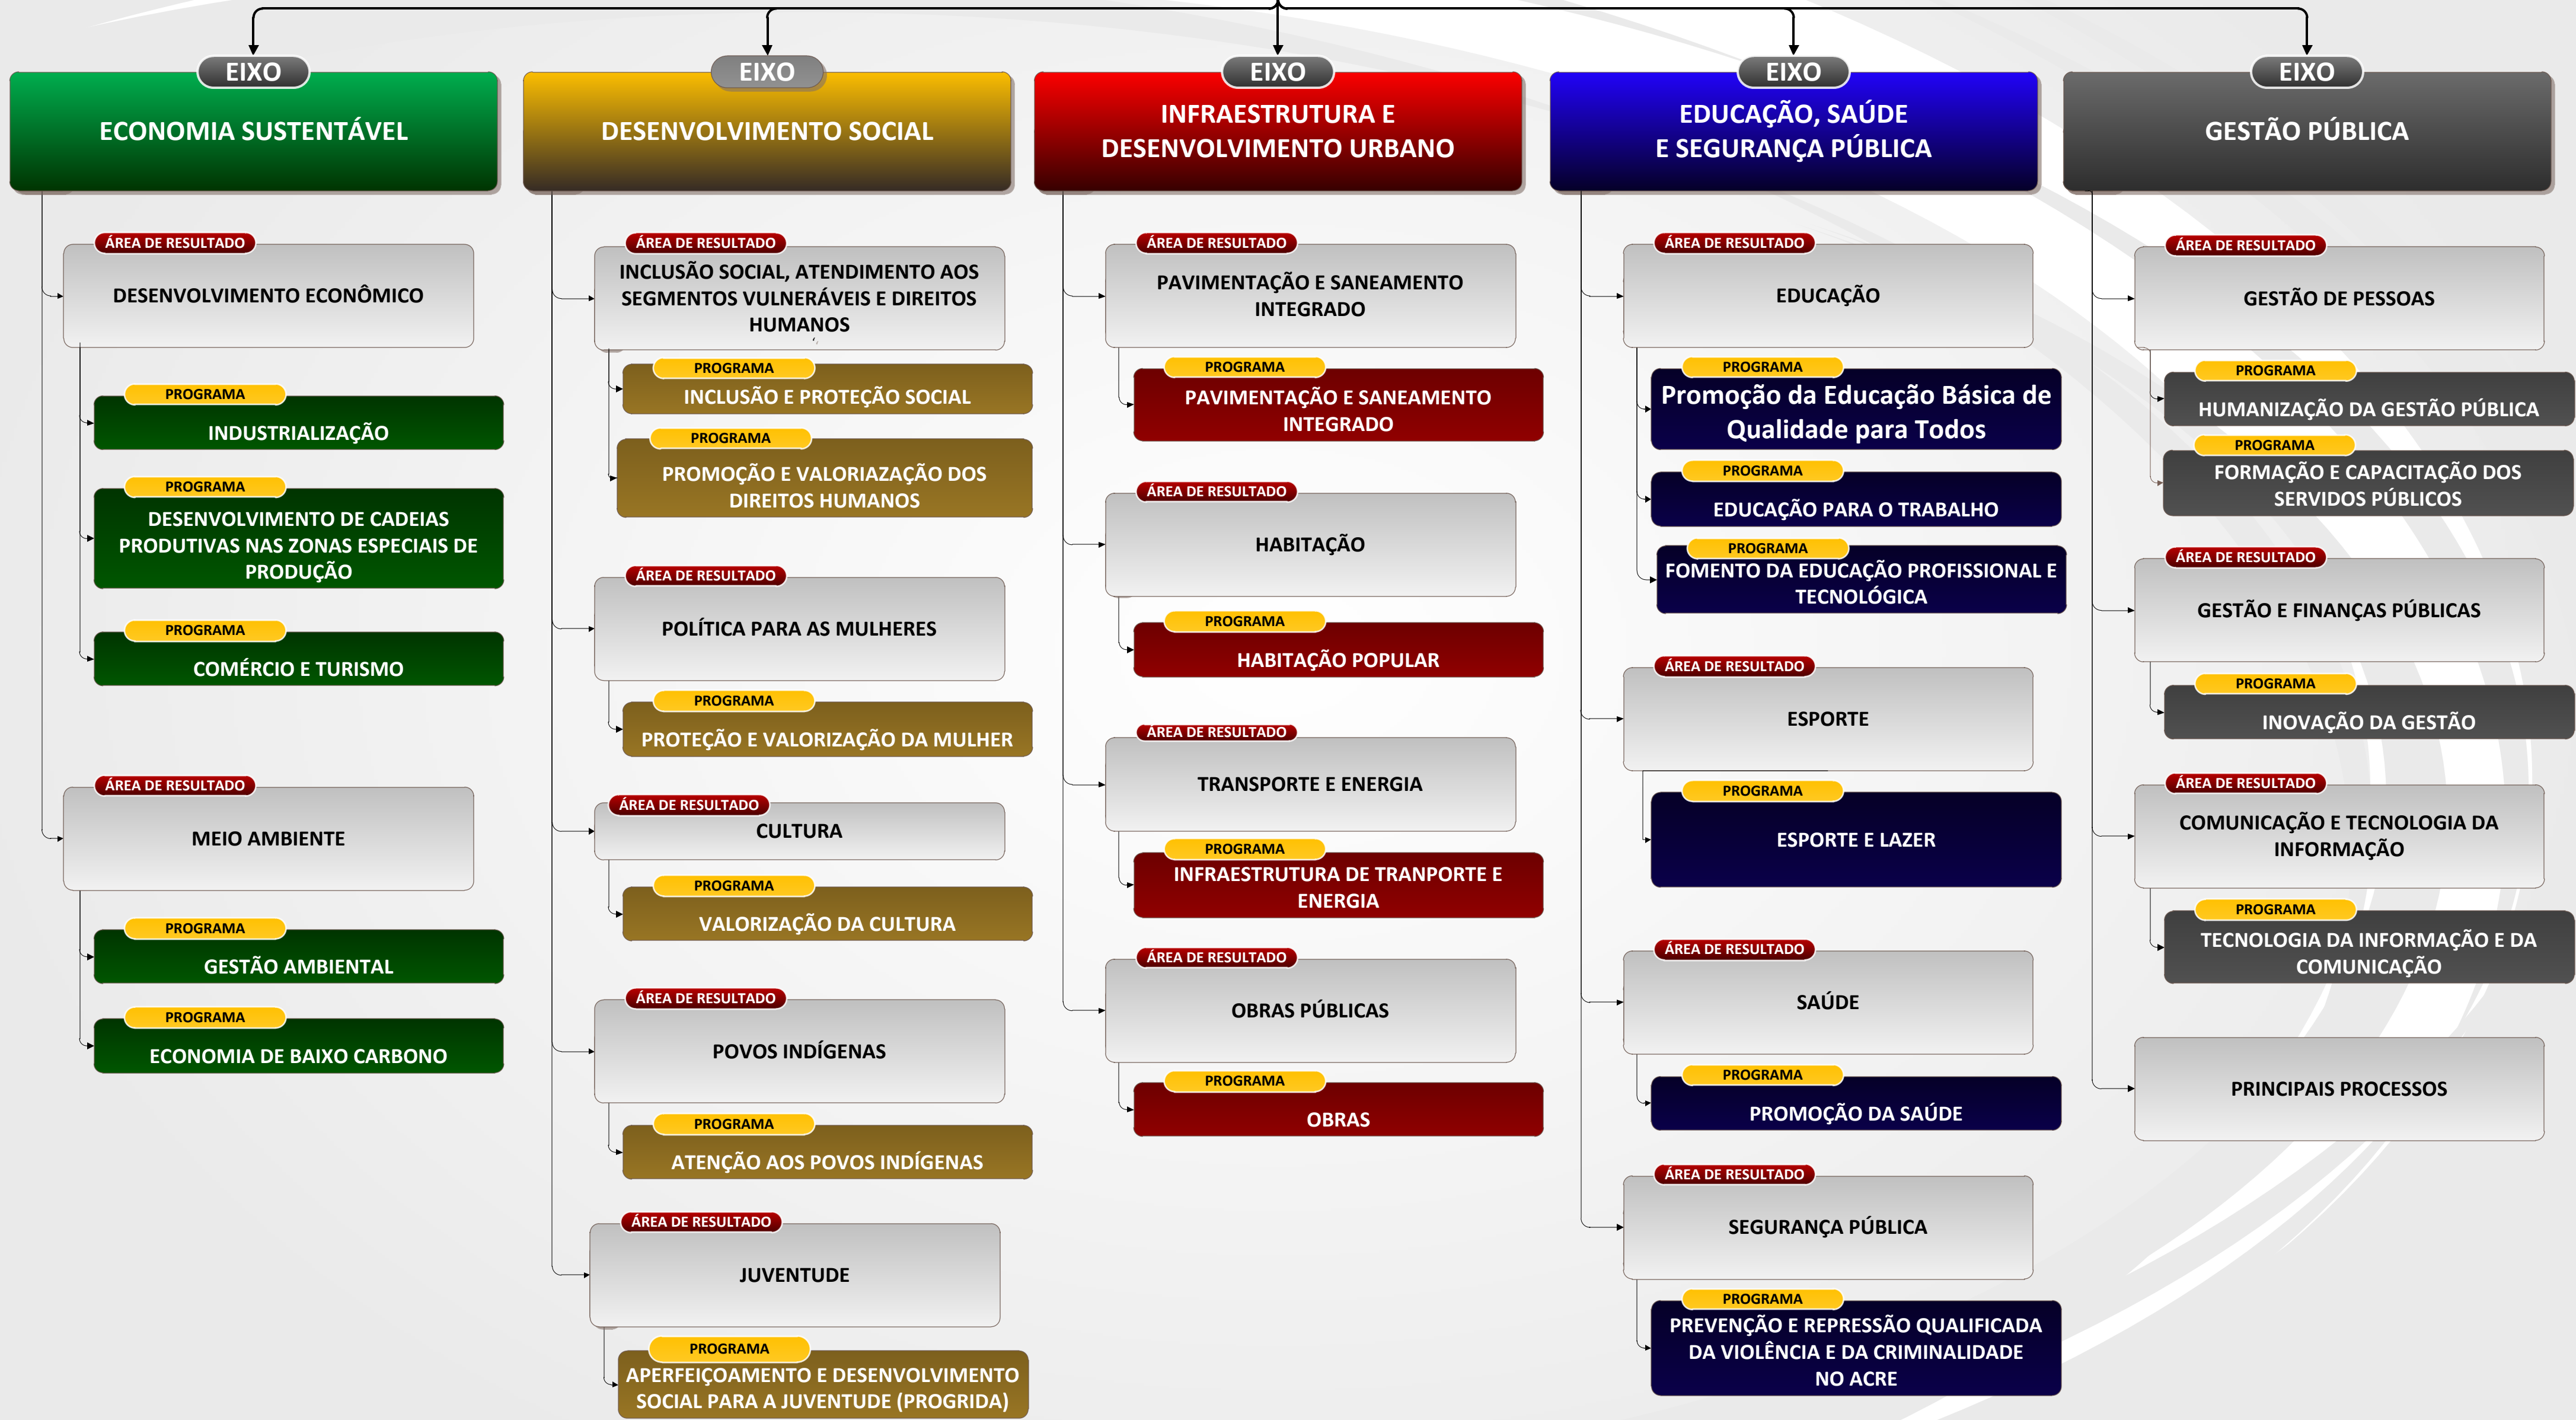 EIXO
ECONOMIA SUSTENTÁVEL
ÁREA DE RESULTADO
DESENVOLVIMENTO ECONÔMICO
PROGRAMA
INDUSTRIALIZAÇÃO
PROGRAMA
DESENVOLVIMENTO DE CADEIAS
PRODUTIVAS NAS ZONAS ESPECIAIS DE
PRODUÇÃO
PROGRAMA
COMÉRCIO E TURISMO
ÁREA DE RESULTADO
MEIO AMBIENTE
PROGRAMA
GESTÃO AMBIENTAL
PROGRAMA
ECONOMIA DE BAIXO CARBONO
EIXO
DESENVOLVIMENTO SOCIAL
ÁREA DE RESULTADO
INCLUSÃO SOCIAL, ATENDIMENTO AOS
SEGMENTOS VULNERÁVEIS E DIREITOS
HUMANOS
PROGRAMA
INCLUSÃO E PROTEÇÃO SOCIAL
PROGRAMA
PROMOÇÃO E VALORIAZAÇÃO DOS
DIREITOS HUMANOS
ÁREA DE RESULTADO
POLÍTICA PARA AS MULHERES
PROGRAMA
PROTEÇÃO E VALORIZAÇÃO DA MULHER
ÁREA DE RESULTADO
CULTURA
PROGRAMA
VALORIZAÇÃO DA CULTURA
ÁREA DE RESULTADO
POVOS INDÍGENAS
PROGRAMA
ATENÇÃO AOS POVOS INDÍGENAS
ÁREA DE RESULTADO
JUVENTUDE
PROGRAMA
APERFEIÇOAMENTO E DESENVOLVIMENTO
SOCIAL PARA A JUVENTUDE (PROGRIDA)
EIXO
INFRAESTRUTURA E
DESENVOLVIMENTO URBANO
ÁREA DE RESULTADO
PAVIMENTAÇÃO E SANEAMENTO
INTEGRADO
PROGRAMA
PAVIMENTAÇÃO E SANEAMENTO
INTEGRADO
ÁREA DE RESULTADO
HABITAÇÃO
PROGRAMA
HABITAÇÃO POPULAR
ÁREA DE RESULTADO
TRANSPORTE E ENERGIA
PROGRAMA
INFRAESTRUTURA DE TRANPORTE E
ENERGIA
ÁREA DE RESULTADO
OBRAS PÚBLICAS
PROGRAMA
OBRAS
EIXO
EDUCAÇÃO, SAÚDE
E SEGURANÇA PÚBLICA
ÁREA DE RESULTADO
EDUCAÇÃO
PROGRAMA
Promoção da Educação Básica de
Qualidade para Todos
PROGRAMA
EDUCAÇÃO PARA O TRABALHO
PROGRAMA
FOMENTO DA EDUCAÇÃO PROFISSIONAL E
TECNOLÓGICA
ÁREA DE RESULTADO
ESPORTE
PROGRAMA
ESPORTE E LAZER
ÁREA DE RESULTADO
SAÚDE
PROGRAMA
PROMOÇÃO DA SAÚDE
ÁREA DE RESULTADO
SEGURANÇA PÚBLICA
PROGRAMA
PREVENÇÃO E REPRESSÃO QUALIFICADA
DA VIOLÊNCIA E DA CRIMINALIDADE
NO ACRE
EIXO
GESTÃO PÚBLICA
ÁREA DE RESULTADO
GESTÃO DE PESSOAS
PROGRAMA
HUMANIZAÇÃO DA GESTÃO PÚBLICA
PROGRAMA
FORMAÇÃO E CAPACITAÇÃO DOS
SERVIDOS PÚBLICOS
ÁREA DE RESULTADO
GESTÃO E FINANÇAS PÚBLICAS
PROGRAMA
INOVAÇÃO DA GESTÃO
ÁREA DE RESULTADO
COMUNICAÇÃO E TECNOLOGIA DA
INFORMAÇÃO
PROGRAMA
TECNOLOGIA DA INFORMAÇÃO E DA
COMUNICAÇÃO
PRINCIPAIS PROCESSOS